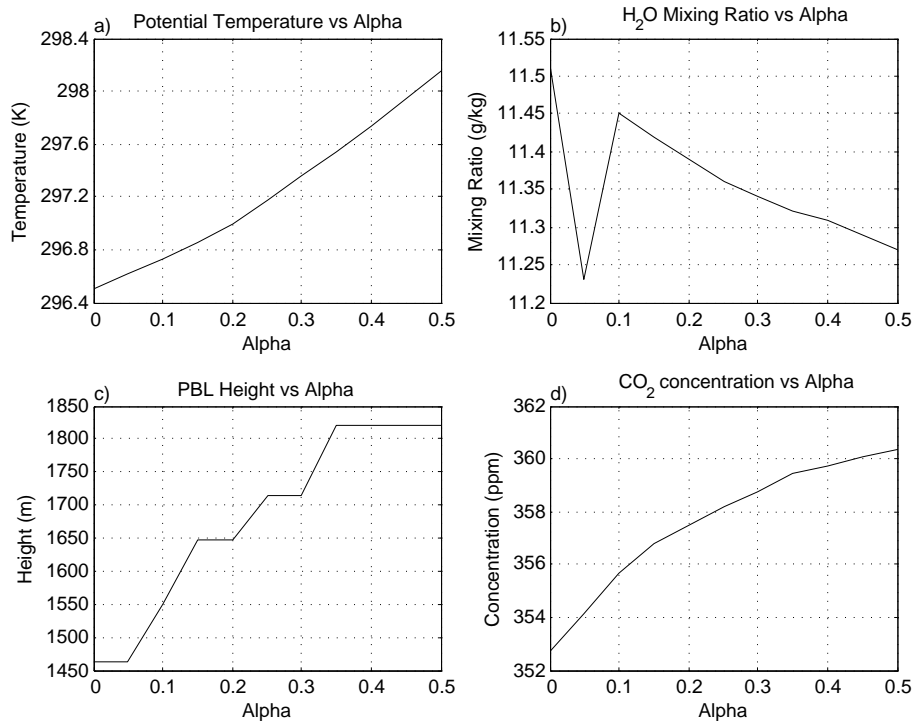 a) Potential Temperature vs Alpha
298.4
298
297.6
297.2
296.8
296.4
Temperature (K)
0 0.1 0.2 0.3 0.4 0.5
Alpha
b) H2O Mixing Ratio vs Alpha
11.55
11.5
11.45
11.4
11.35
11.3
11.25
11.2
Mixing Ratio (g/kg)
0 0.1 0.2 0.3 0.4 0.5
Alpha
c) PBL Height vs Alpha
1850
1800
1750
1700
1650
1600
1550
1500
1450
Height (m)
0 0.1 0.2 0.3 0.4 0.5
Alpha
d) CO2 concentration vs Alpha
362
360
358
356
354
352
Concentration (ppm)
0 0.1 0.2 0.3 0.4 0.5
Alpha